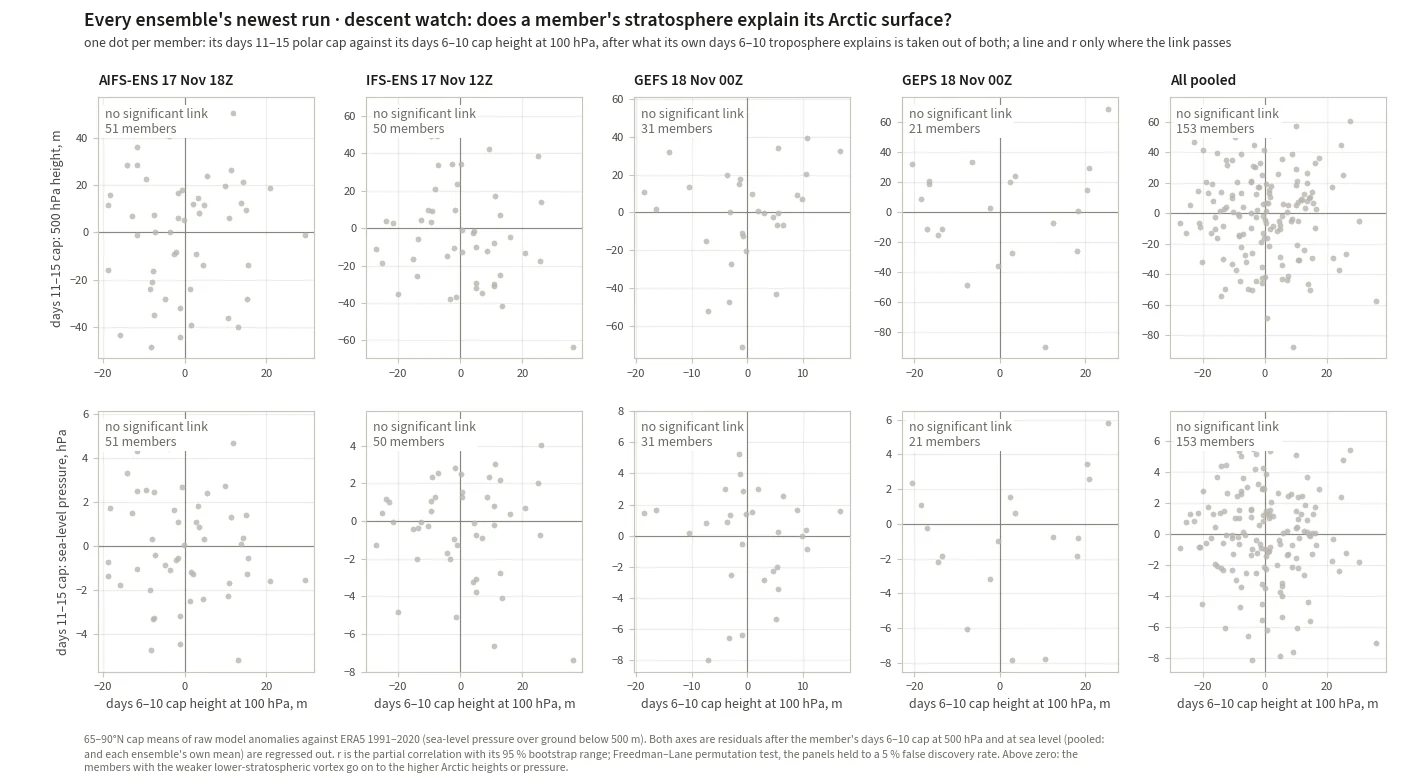 Every ensemble's newest run · descent watch: does a member's stratosphere explain its Arctic surface?
one dot per member: its days 11–15 polar cap against its days 6–10 cap height at 100 hPa, after what its own days 6–10 troposphere explains is taken out of both; a line and r only where the link passes
AIFS-ENS 17 Nov 18Z
IFS-ENS 17 Nov 12Z
GEFS 18 Nov 00Z
GEPS 18 Nov 00Z
All pooled
days 11–15 cap: 500 hPa height, m
no significant link
51 members
40
20
0
−20
−40
−20 0 20
no significant link
50 members
60
40
20
0
−20
−40
−60
−20 0 20
no significant link
31 members
60
40
20
0
−20
−40
−60
−20 −10 0 10
no significant link
21 members
60
40
20
0
−20
−40
−60
−80
−20 0 20
no significant link
153 members
60
40
20
0
−20
−40
−60
−80
−20 0 20
days 11–15 cap: sea-level pressure, hPa
no significant link
51 members
6
4
2
0
−2
−4
−20 0 20
days 6–10 cap height at 100 hPa, m
no significant link
50 members
4
2
0
−2
−4
−6
−8
−20 0 20
days 6–10 cap height at 100 hPa, m
no significant link
31 members
8
6
4
2
0
−2
−4
−6
−8
−20 −10 0 10
days 6–10 cap height at 100 hPa, m
no significant link
21 members
6
4
2
0
−2
−4
−6
−8
−20 0 20
days 6–10 cap height at 100 hPa, m
no significant link
153 members
6
4
2
0
−2
−4
−6
−8
−20 0 20
days 6–10 cap height at 100 hPa, m
65–90°N cap means of raw model anomalies against ERA5 1991–2020 (sea-level pressure over ground below 500 m). Both axes are residuals after the member's days 6–10 cap at 500 hPa and at sea level (pooled:
and each ensemble's own mean) are regressed out. r is the partial correlation with its 95 % bootstrap range; Freedman–Lane permutation test, the panels held to a 5 % false discovery rate. Above zero: the
members with the weaker lower-stratospheric vortex go on to the higher Arctic heights or pressure.